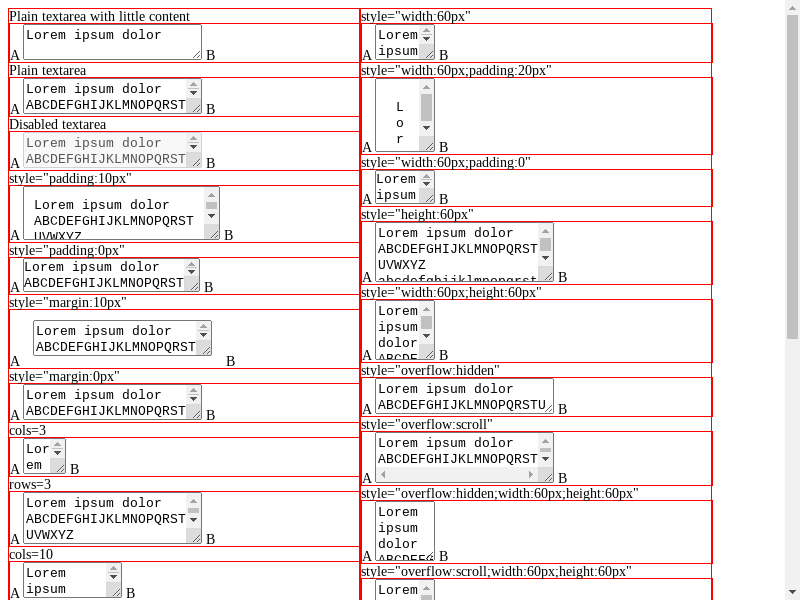 Plain textarea with little content
Lorem ipsum dolor
A B
Plain textarea
Lorem ipsum dolor
ABCDEFGHIJKLMNOPQRST
A B
Disabled textarea
Lorem ipsum dolor
ABCDEFGHIJKLMNOPQRST
A B
style="padding:10px"
Lorem ipsum dolor
ABCDEFGHIJKLMNOPQRST
UVWXYZ
A B
style="padding:0px"
Lorem ipsum dolor
ABCDEFGHIJKLMNOPQRST
A B
style="margin:10px"
Lorem ipsum dolor
ABCDEFGHIJKLMNOPQRST
A B
style="margin:0px"
Lorem ipsum dolor
ABCDEFGHIJKLMNOPQRST
A B
cols=3
Lor
em
A B
rows=3
Lorem ipsum dolor
ABCDEFGHIJKLMNOPQRST
UVWXYZ
A B
cols=10
Lorem
ipsum
A B
style="width:60px"
Lorem
ipsum
A B
style="width:60px;padding:20px"
L
o
r
A B
style="width:60px;padding:0"
Lorem
ipsum
A B
style="height:60px"
Lorem ipsum dolor
ABCDEFGHIJKLMNOPQRST
UVWXYZ
abcdefghijklmnopqrst
A B
style="width:60px;height:60px"
Lorem
ipsum
dolor
ABCDE
A B
style="overflow:hidden"
Lorem ipsum dolor
ABCDEFGHIJKLMNOPQRSTU
A B
style="overflow:scroll"
Lorem ipsum dolor
ABCDEFGHIJKLMNOPQRST
A B
style="overflow:hidden;width:60px;height:60px"
Lorem
ipsum
dolor
ABCDEFG
A B
style="overflow:scroll;width:60px;height:60px"
Lorem